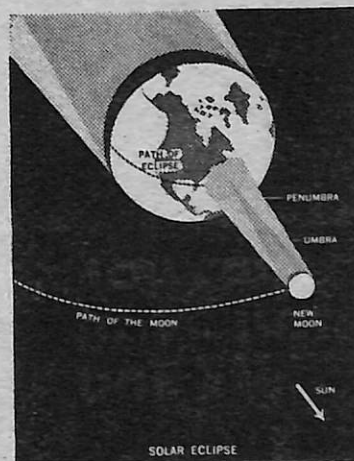 PATH OF
ECLIPSE
PENUMBRA
UMBRA
PATH OF THE MOON
NEW
MOON
SUN
SOLAR ECLIPSE